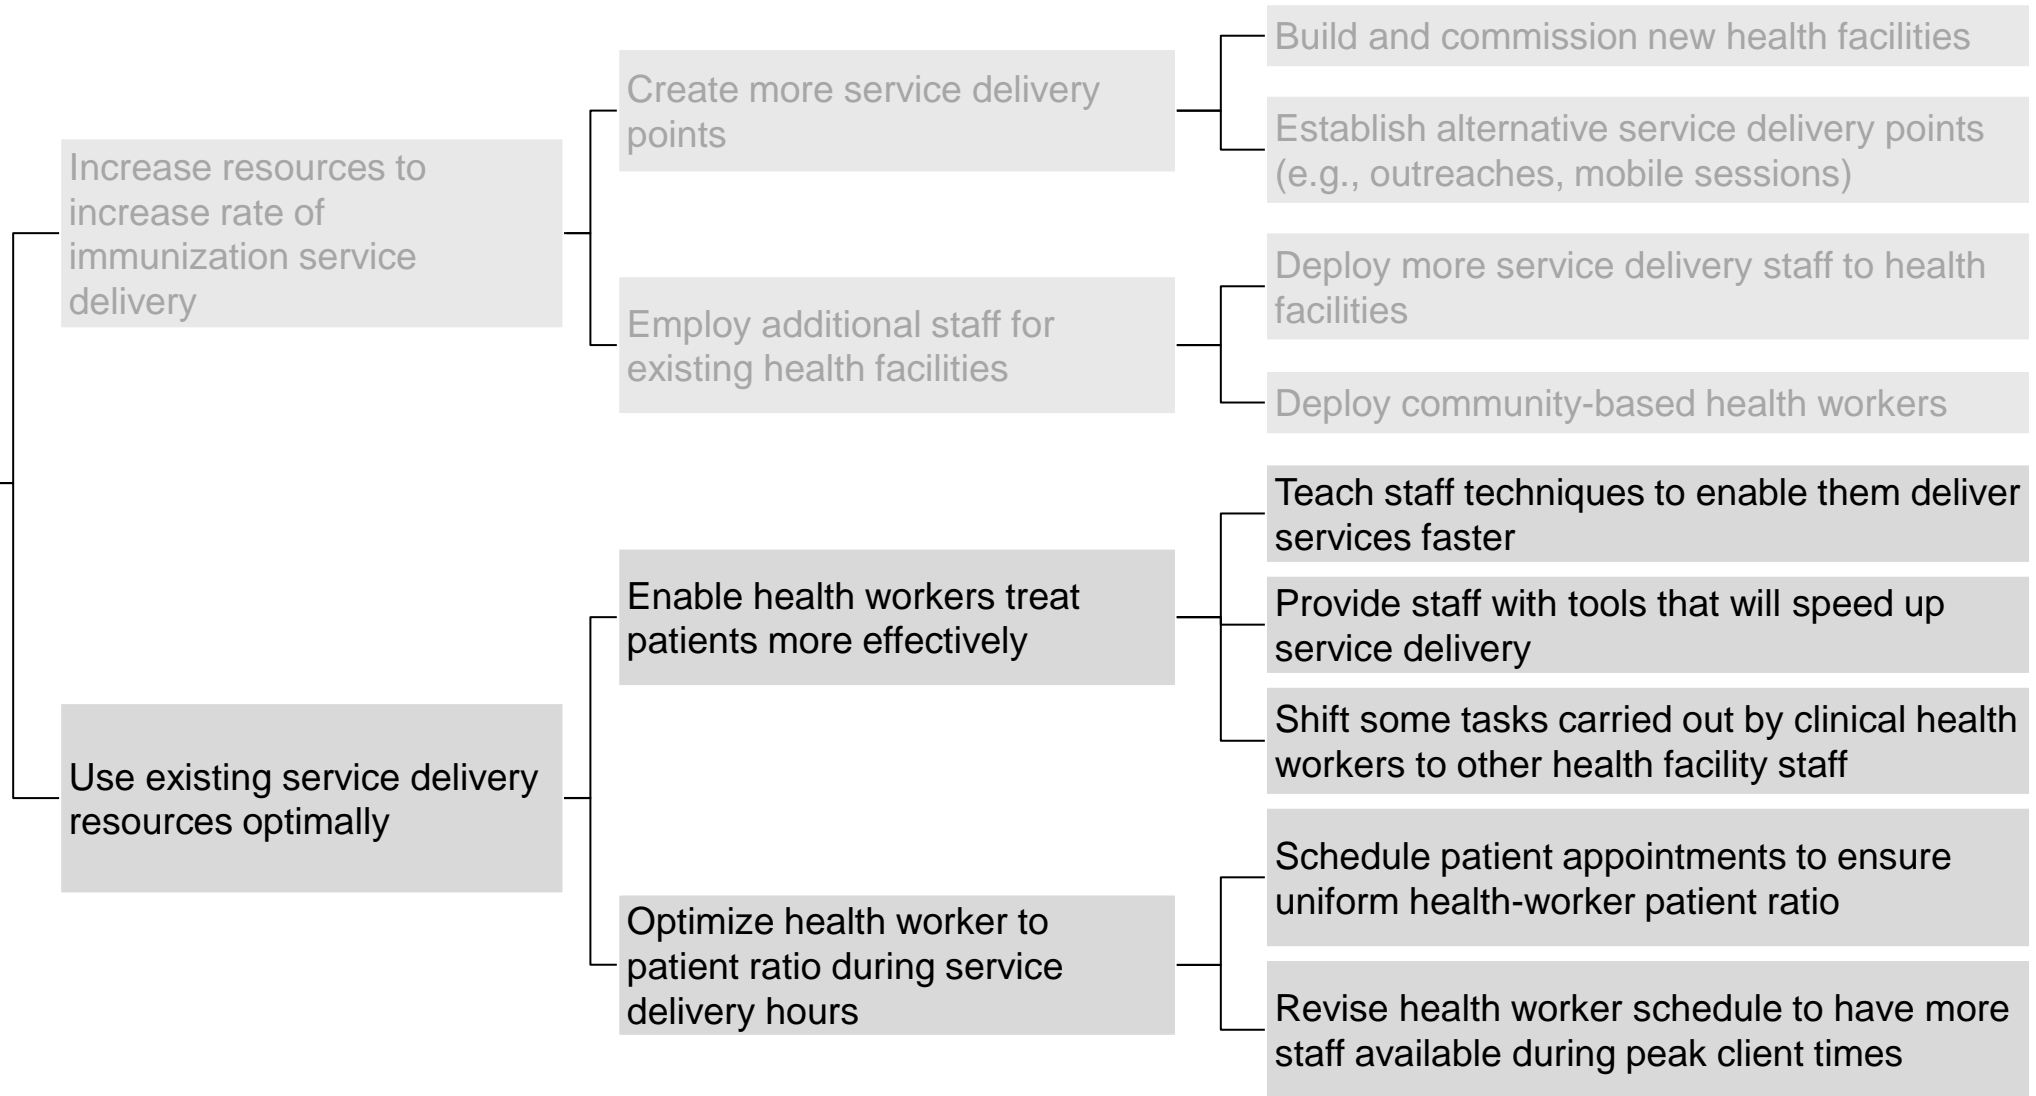 Increase resources to
increase rate of
immunization service
delivery
Create more service delivery
points
Build and commission new health facilities
Establish alternative service delivery points
(e.g., outreaches, mobile sessions)
Employ additional staff for
existing health facilities
Deploy more service delivery staff to health
facilities
Deploy community-based health workers
Use existing service delivery
resources optimally
Enable health workers treat
patients more effectively
Teach staff techniques to enable them deliver
services faster
Provide staff with tools that will speed up
service delivery
Shift some tasks carried out by clinical health
workers to other health facility staff
Optimize health worker to
patient ratio during service
delivery hours
Schedule patient appointments to ensure
uniform health-worker patient ratio
Revise health worker schedule to have more
staff available during peak client times